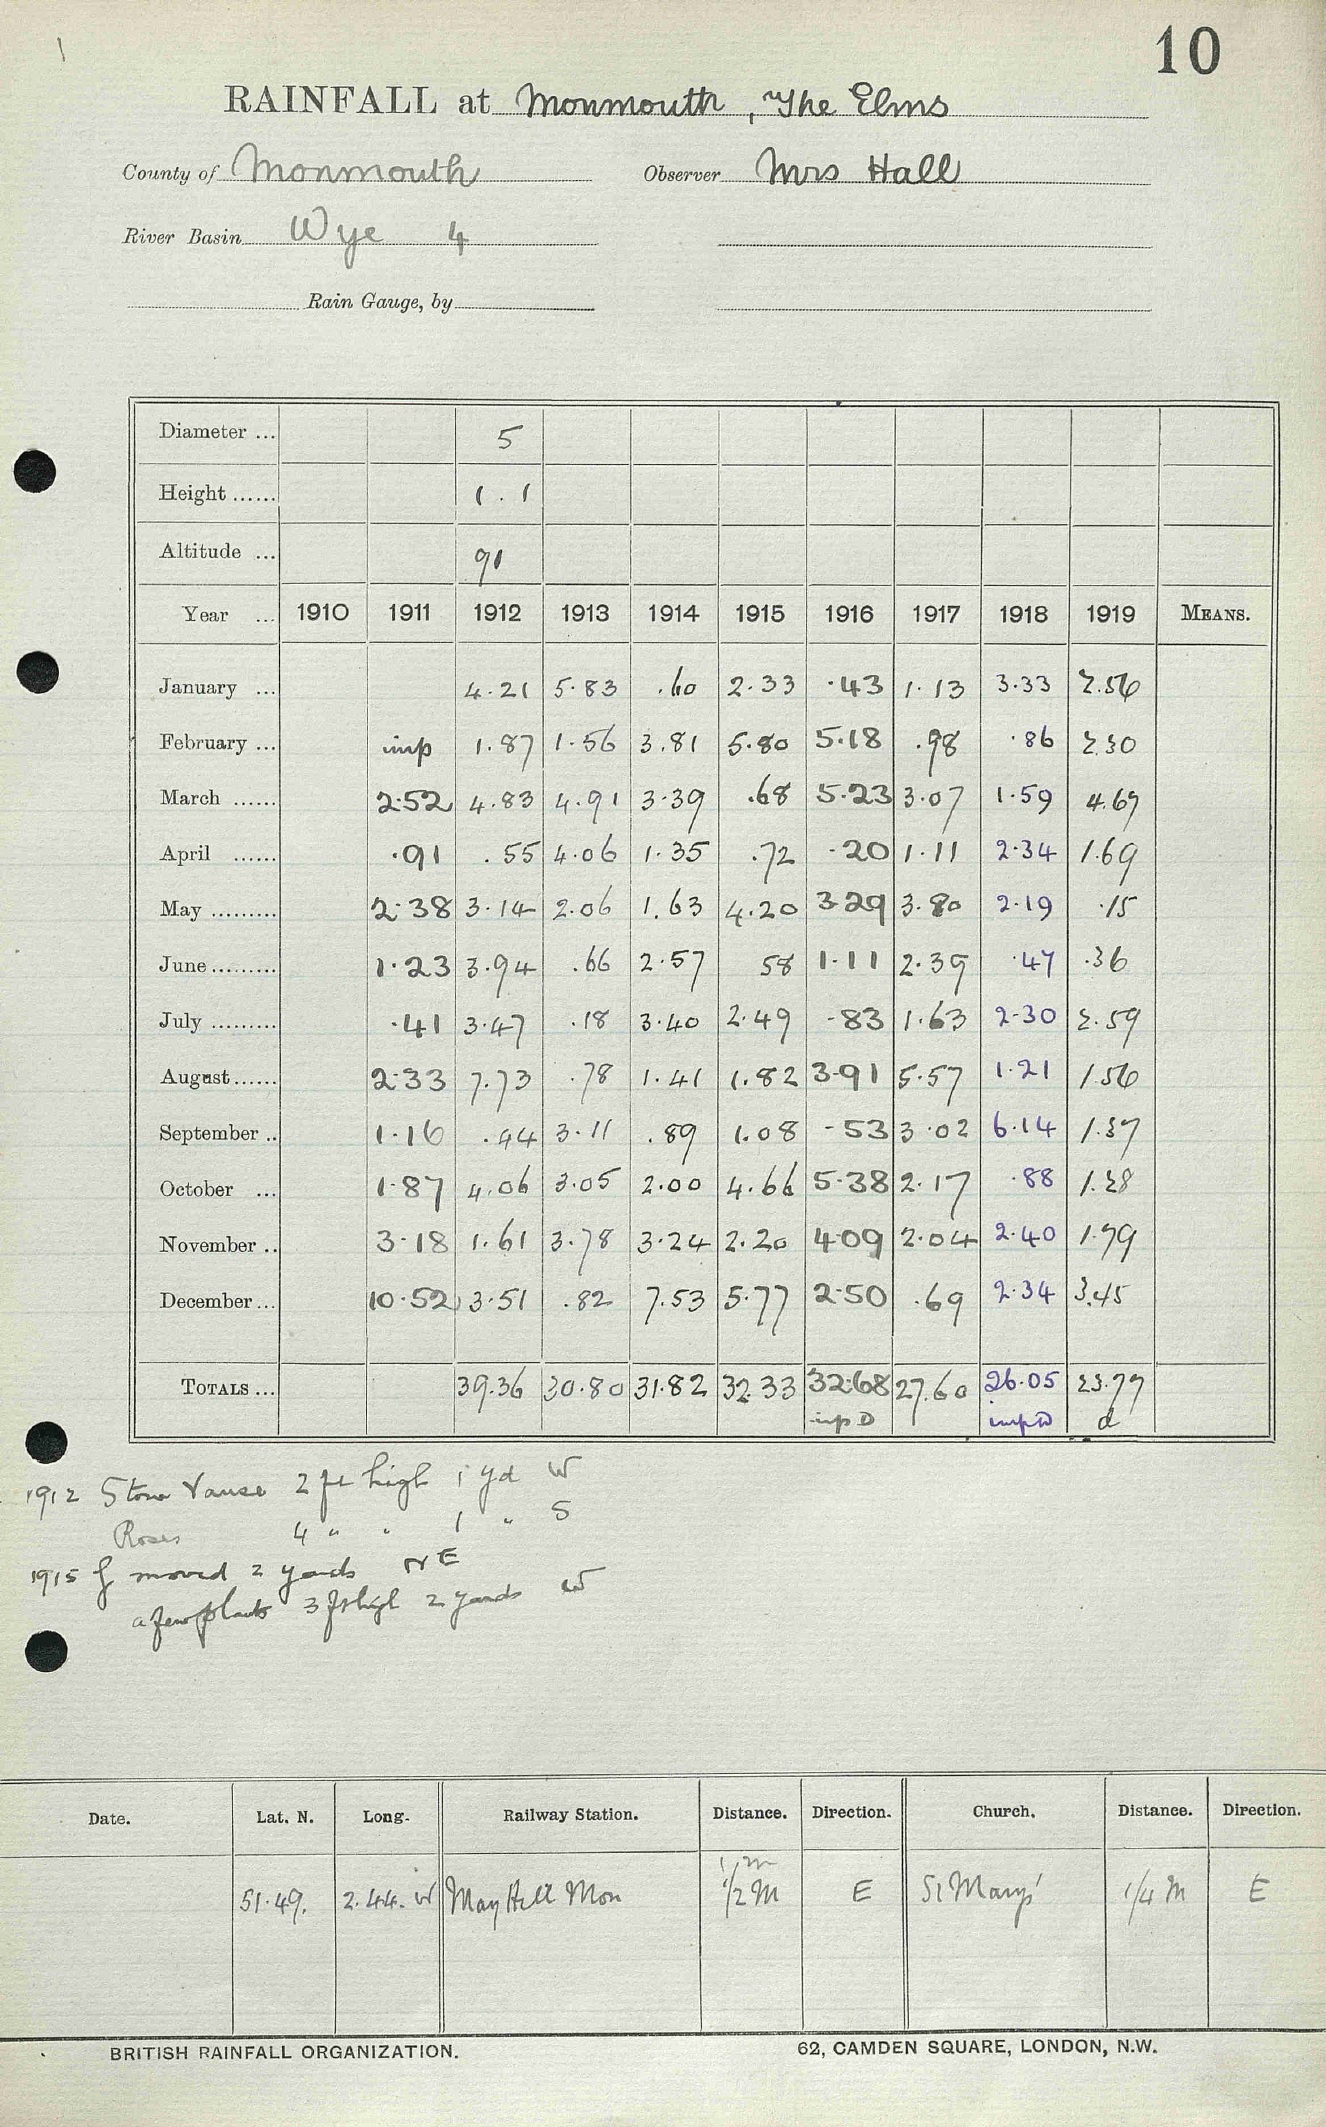 10
RAINFALL at Monmouth, The Elms
County of Monmouth Observer Mrs Hall
River Basin Wye 4
Rain Gauge, by
Diameter ... 5
Height ...... 1.1
Altitude ... 91
Year ... 1910 1911 1912 1913 1914 1915 1916 1917 1918 1919 MEANS.
January ... 4.21 5.83 .60 2.33 .43 1.13 3.33 2.56
February ... imp 1.87 1.56 3.81 5.80 5.18 .98 .86 2.30
March ...... 2.52 4.83 4.91 3.39 .68 5.23 3.07 1.59 4.67
April ...... .91 .55 4.06 1.35 .72 .20 1.11 2.34 1.69
May ......... 2.38 3.14 2.06 1.63 4.20 3.29 3.80 2.19 .15
June ......... 1.23 3.94 .66 2.57 58 1.11 2.39 .47 .36
July ......... .41 3.47 .18 3.40 2.49 .83 1.63 2.30 2.59
August ...... 2.33 7.73 .78 1.41 1.82 3.91 5.57 1.21 1.56
September .. 1.16 .44 3.11 .89 1.08 .53 3.02 6.14 1.37
October ... 1.87 4.06 3.05 2.00 4.66 5.38 2.17 .88 1.28
November .. 3.18 1.61 3.78 3.24 2.20 4.09 2.04 2.40 1.79
December ... 10.52 3.51 .82 7.53 5.77 2.50 .69 2.34 3.45
TOTALS ... 39.36 30.80 31.82 32.33 32.68 27.60 26.05 23.77
imp D imp D d
1912 Stone Vause 2 ft high 1 yd W
Roses 4 " " 1 " S
1915 g moved 2 yards NE
a few plants 3 ft high 2 yards W
Date. Lat. N. Long. Railway Station. Distance. Direction. Church. Distance. Direction.
51.49. 2.44. W May Hill Mon 1/2 M E St Marys' 1/4 M E
BRITISH RAINFALL ORGANIZATION. 62, CAMDEN SQUARE, LONDON, N.W.